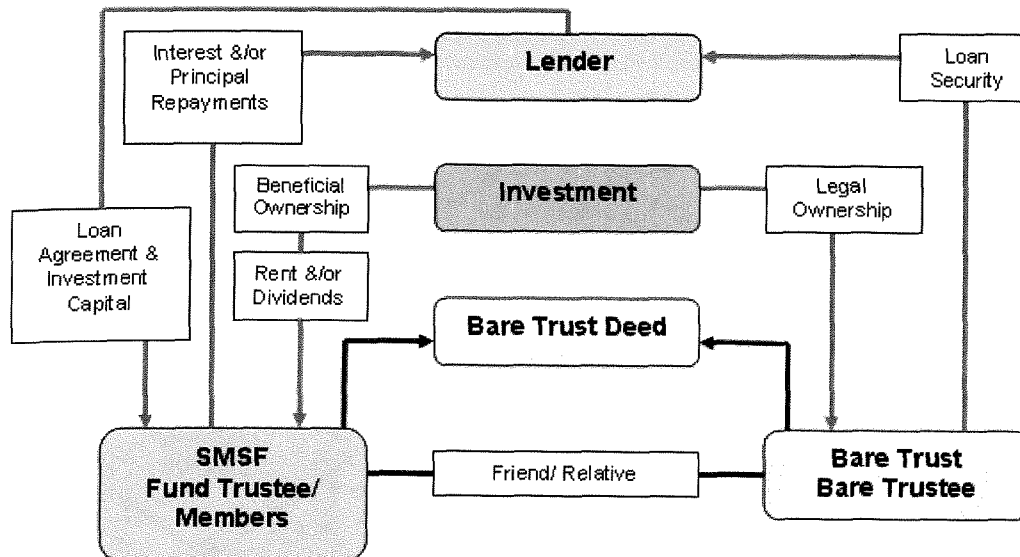 Interest &/or
Principal
Repayments
Lender
Loan
Security
Beneficial
Ownership
Investment
Legal
Ownership
Loan
Agreement &
Investment
Capital
Rent &/or
Dividends
Bare Trust Deed
SMSF
Fund Trustee/
Members
Friend/ Relative
Bare Trust
Bare Trustee